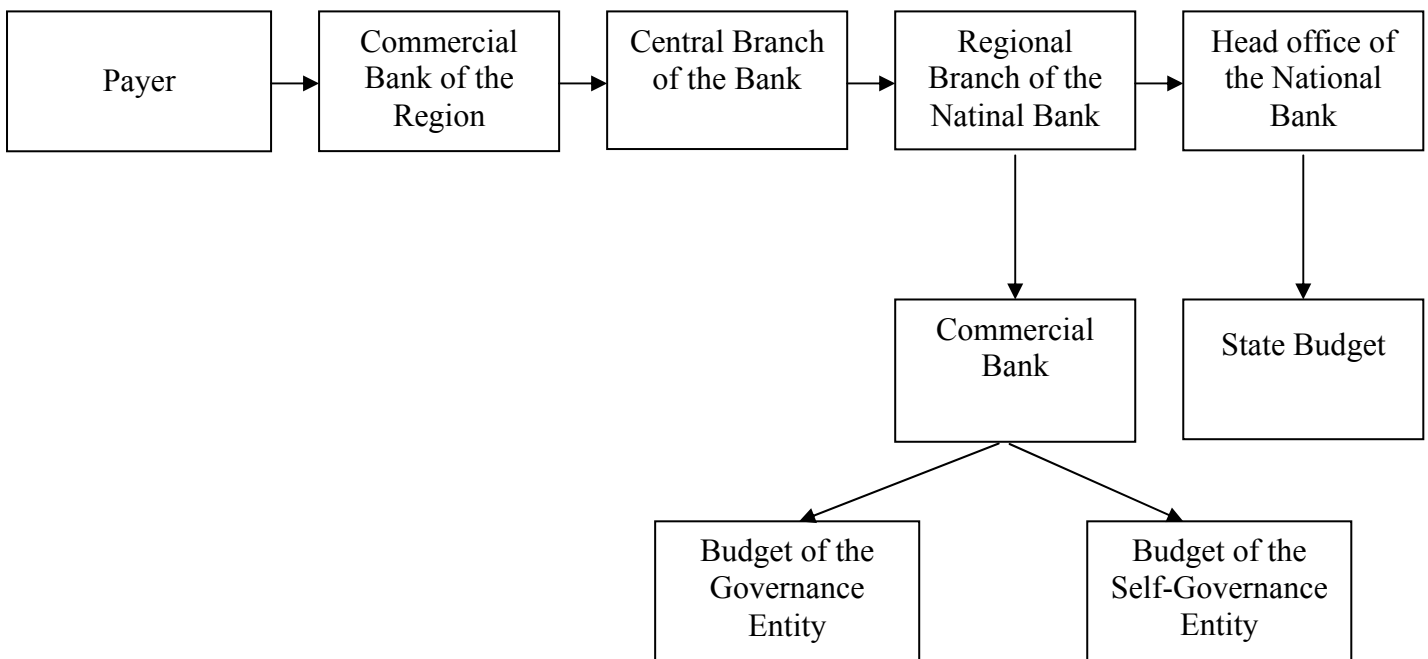 Payer
Commercial
Bank of the
Region
Central Branch
of the Bank
Regional
Branch of the
Natinal Bank
Head office of
the National
Bank
Commercial
Bank
State Budget
Budget of the
Governance
Entity
Budget of the
Self-Governance
Entity